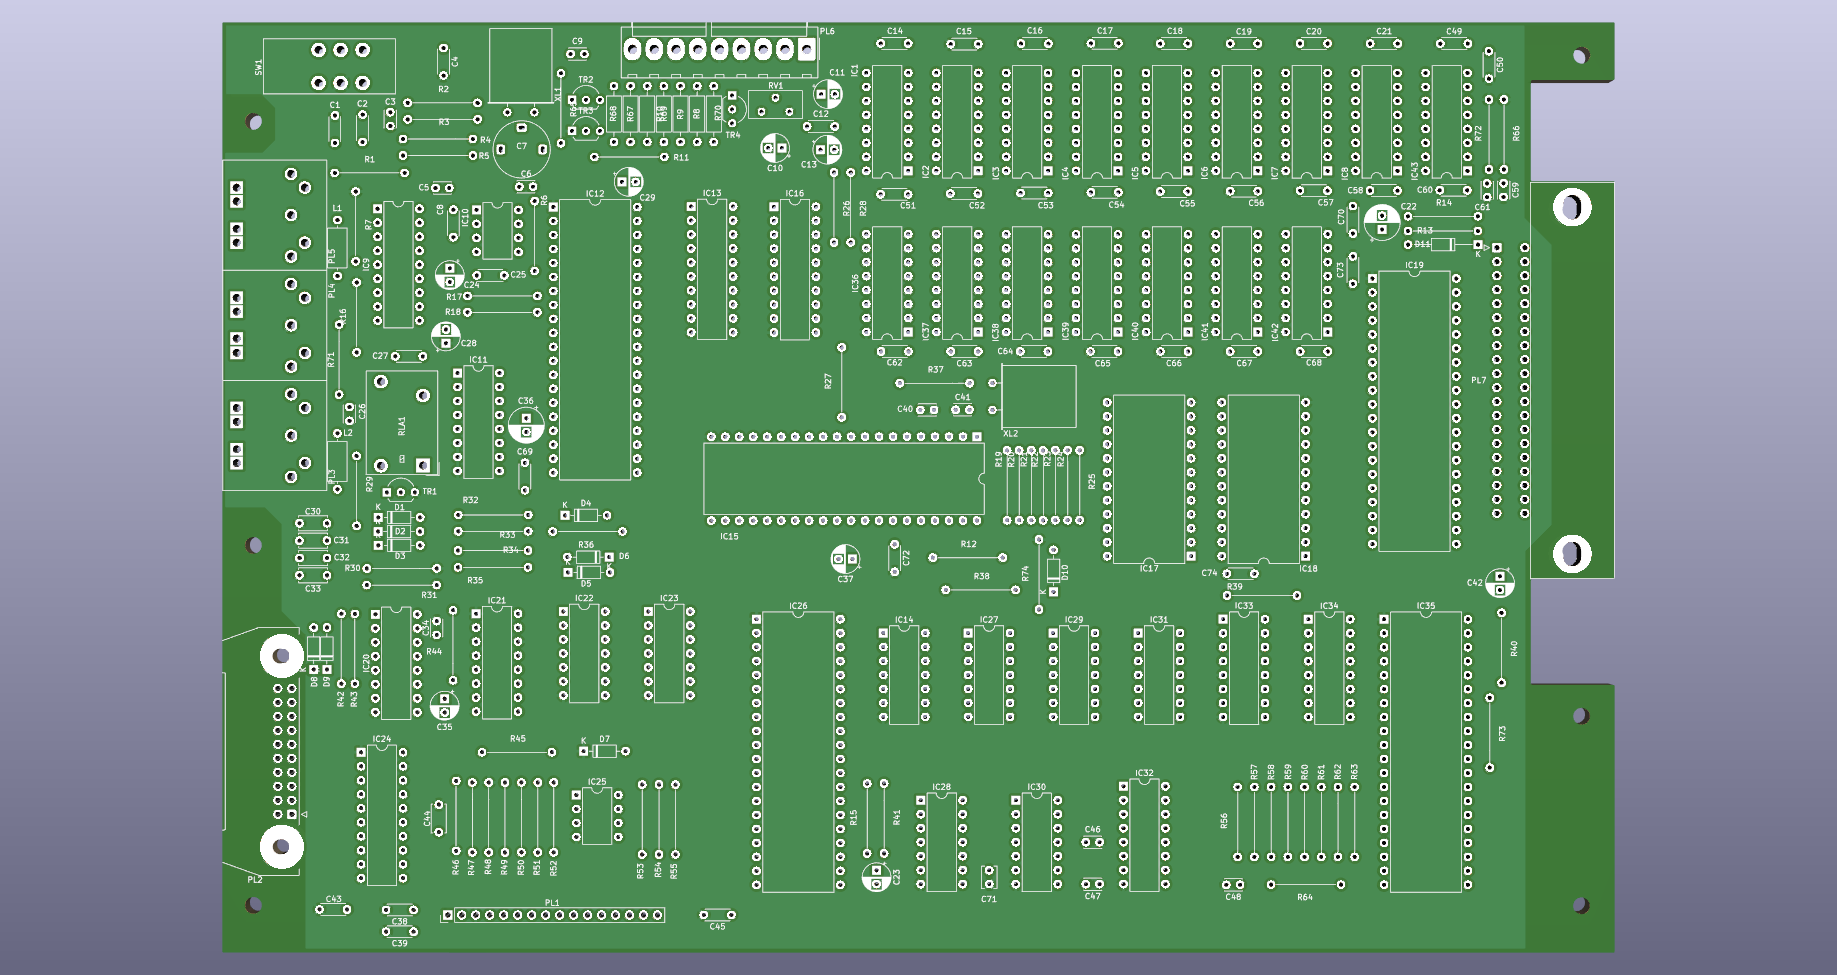 C14 C15 C16 C17 C18 C19 C20 C21 C49
PL6
SW1 C4 C9 C50
R2 XL1 TR2 C11 IC1
C1 C2 C3 RV1
R3 TR3 R68 R67 R9 R8 R70 C12 R72 R66
R4 C7 TR4
R5 R11 C10 C13
R1 IC2 IC3 IC4 IC5 IC6 IC7 IC8 IC43
C5 C6 C29
IC12 IC13 IC16 C51 C52 C53 C54 C55 C56 C57 C58 C60 R14 C59
L1 R7 C8 IC10 R6 R26 R28 C70 C22 C61
R13
D11
K
PL5 IC9 C25 C24 IC36 C73 IC19
PL4 R17
R16 R18 IC37 IC38 IC39 IC40 IC41 IC42
C28
C27 IC11 R71 C62 C63 C64 C65 C66 C67 C68
R27 R37 PL7
C26 C36 C40 C41
RLA1 L2 XL2
C69 R19 R25
PL3 R29 TR1
R32 D4 K
C30 D1
C31 D2 R33 IC15
C32 D3 R34 R36 D6 R12
C33 R30 R35 D5 C37 C72 R74 D10 IC17 IC18
R31 R38 K C74 R39 C42
IC21 IC22 IC23 IC26 IC33 IC34 IC35
C34 IC14 IC27 IC29 IC31
R44 IC20 R40
K D8 D9 R42 R43
C35
IC24 R45 K D7 R73
IC25 IC32
IC28 IC30 R57 R58 R59 R60 R61 R62 R63
C44 R15 R41 R56
C46
R46 R47 R48 R49 R50 R51 R52 R53 R54 R55
PL2 C23 C71 C47 C48 R64
C43 PL1
C38 C45
C39